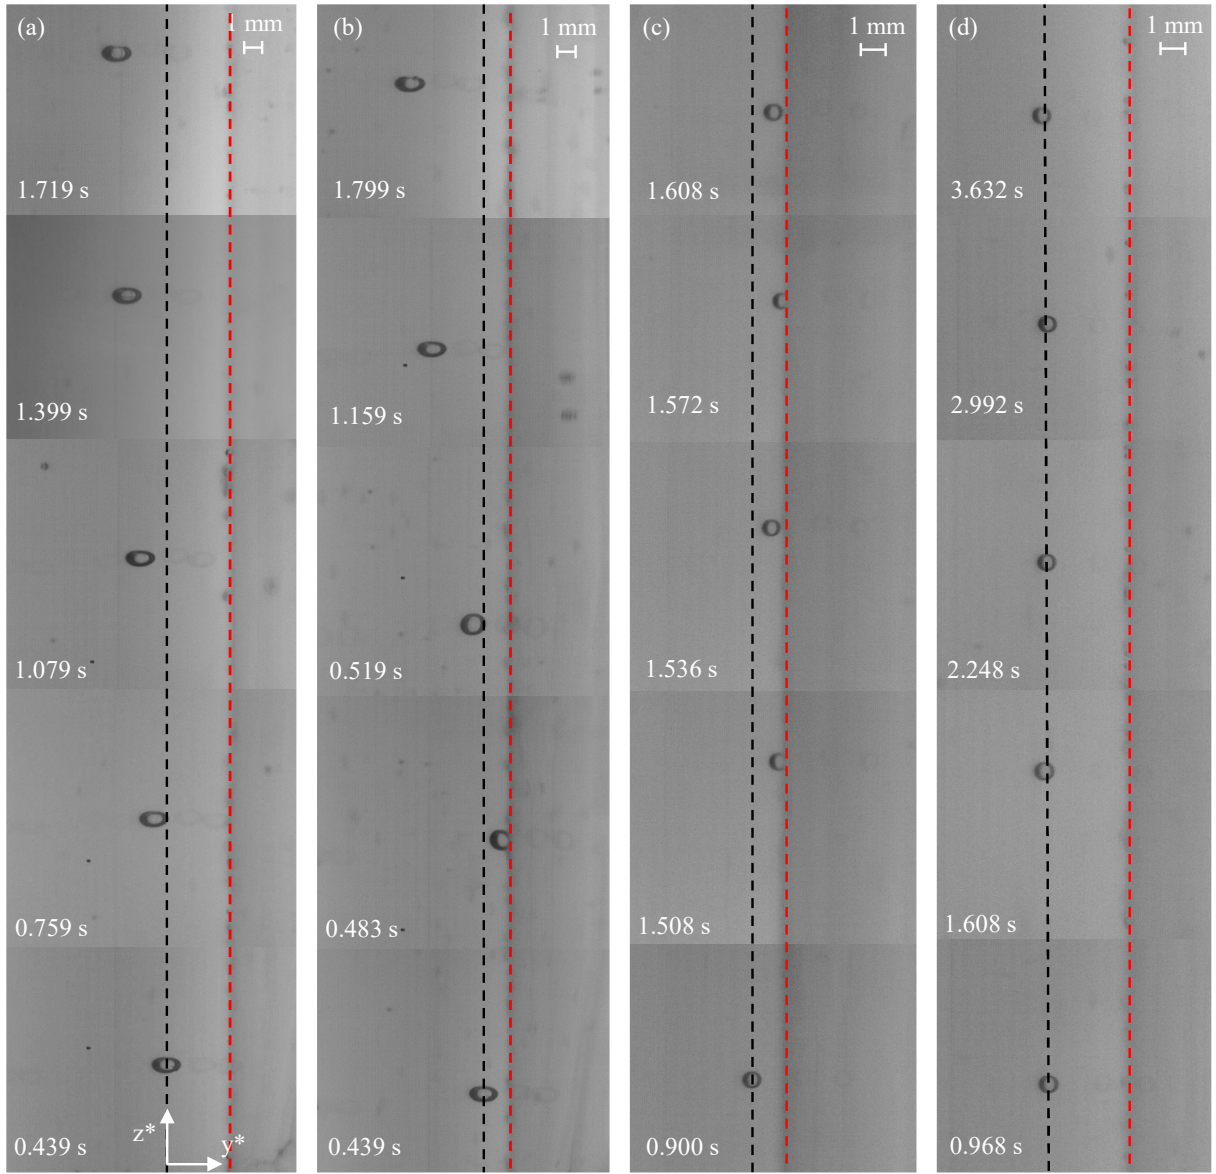 (a)
1 mm
1.719 s
1.399 s
1.079 s
0.759 s
z*
y*
0.439 s
(b)
1 mm
1.799 s
1.159 s
0.519 s
0.483 s
0.439 s
(c)
1 mm
1.608 s
1.572 s
1.536 s
1.508 s
0.900 s
(d)
1 mm
3.632 s
2.992 s
2.248 s
1.608 s
0.968 s